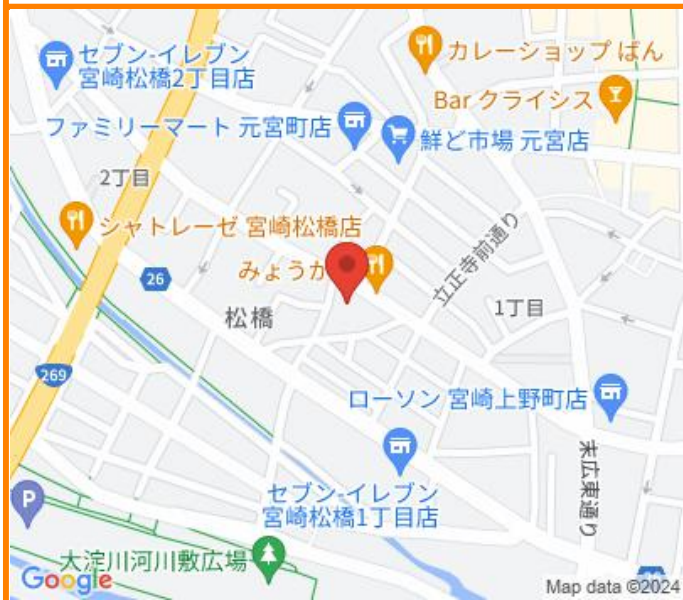 セブン-イレブン
宮崎松橋2丁目店
カレーショップ ばん
Bar クライシス
ファミリーマート 元宮町店
鮮ど市場 元宮店
2丁目
シャトレーゼ 宮崎松橋店
みょうが
立正寺前通り
26
松橋
1丁目
269
ローソン 宮崎上野町店
セブン-イレブン
宮崎松橋1丁目店
末広東通り
P
大淀川河川敷広場
Google
Map data ©2024